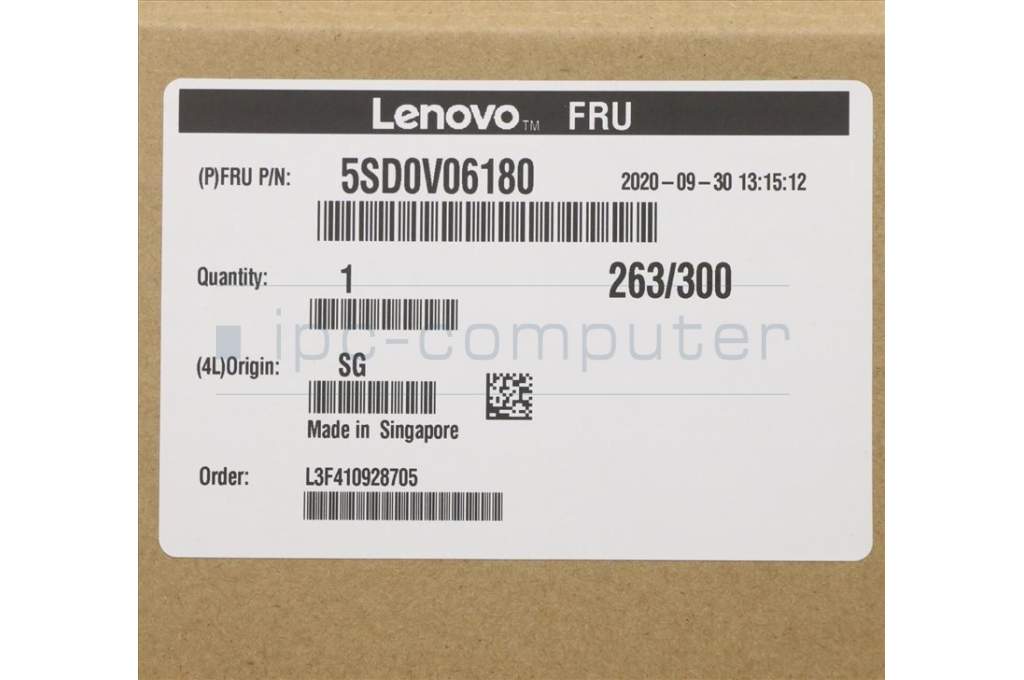 Lenovo™ FRU
(P)FRU P/N: 5SD0V06180 2020-09-30 13:15:12
Quantity: 1 263/300
ipc-computer
(4L)Origin: SG
Made in Singapore
Order: L3F410928705